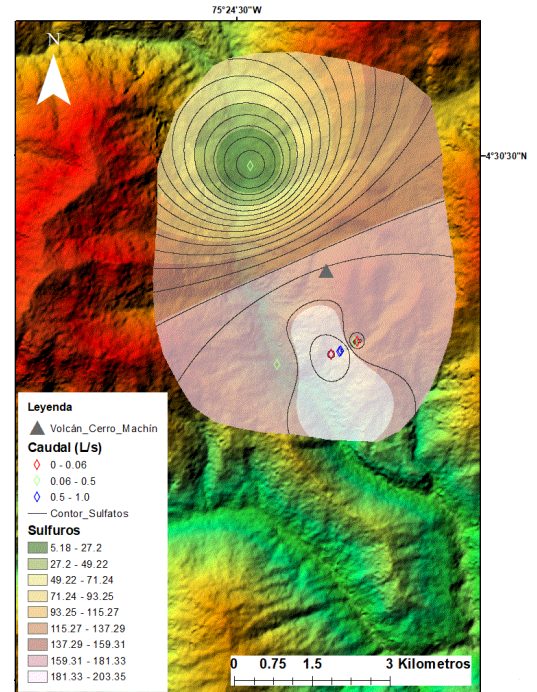 75°24'30"W
N
4°30'30"N
Leyenda
Volcán_Cerro_Machín
Caudal (L/s)
0 - 0.06
0.06 - 0.5
0.5 - 1.0
Contor_Sulfatos
Sulfuros
5.18 - 27.2
27.2 - 49.22
49.22 - 71.24
71.24 - 93.25
93.25 - 115.27
115.27 - 137.29
137.29 - 159.31
159.31 - 181.33
181.33 - 203.35
0 0.75 1.5 3 Kilometros